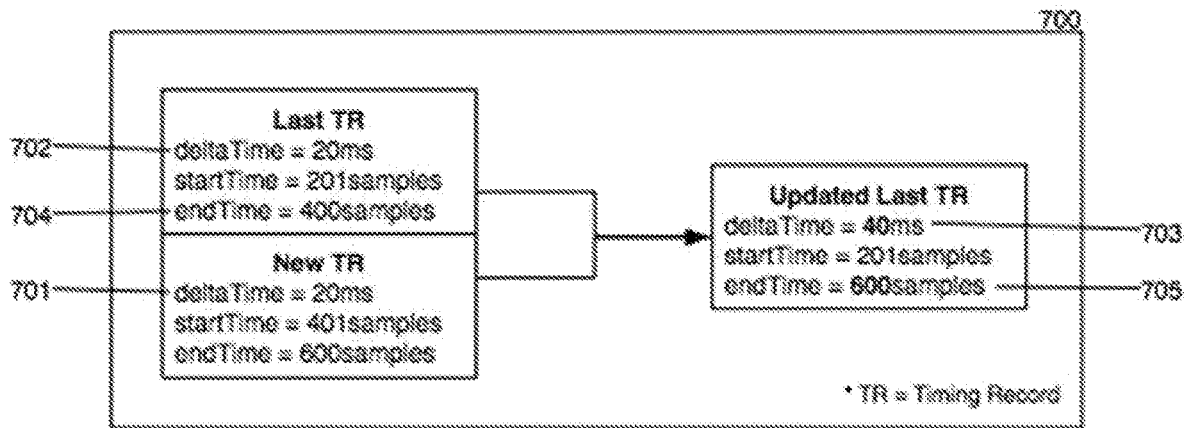 700
Last TR
702
deltaTime = 20ms
startTime = 201samples
704
endTime = 400samples
New TR
701
deltaTime = 20ms
startTime = 401samples
endTime = 600samples
Updated Last TR
deltaTime = 40ms
703
startTime = 201samples
endTime = 600samples
705
* TR = Timing Record